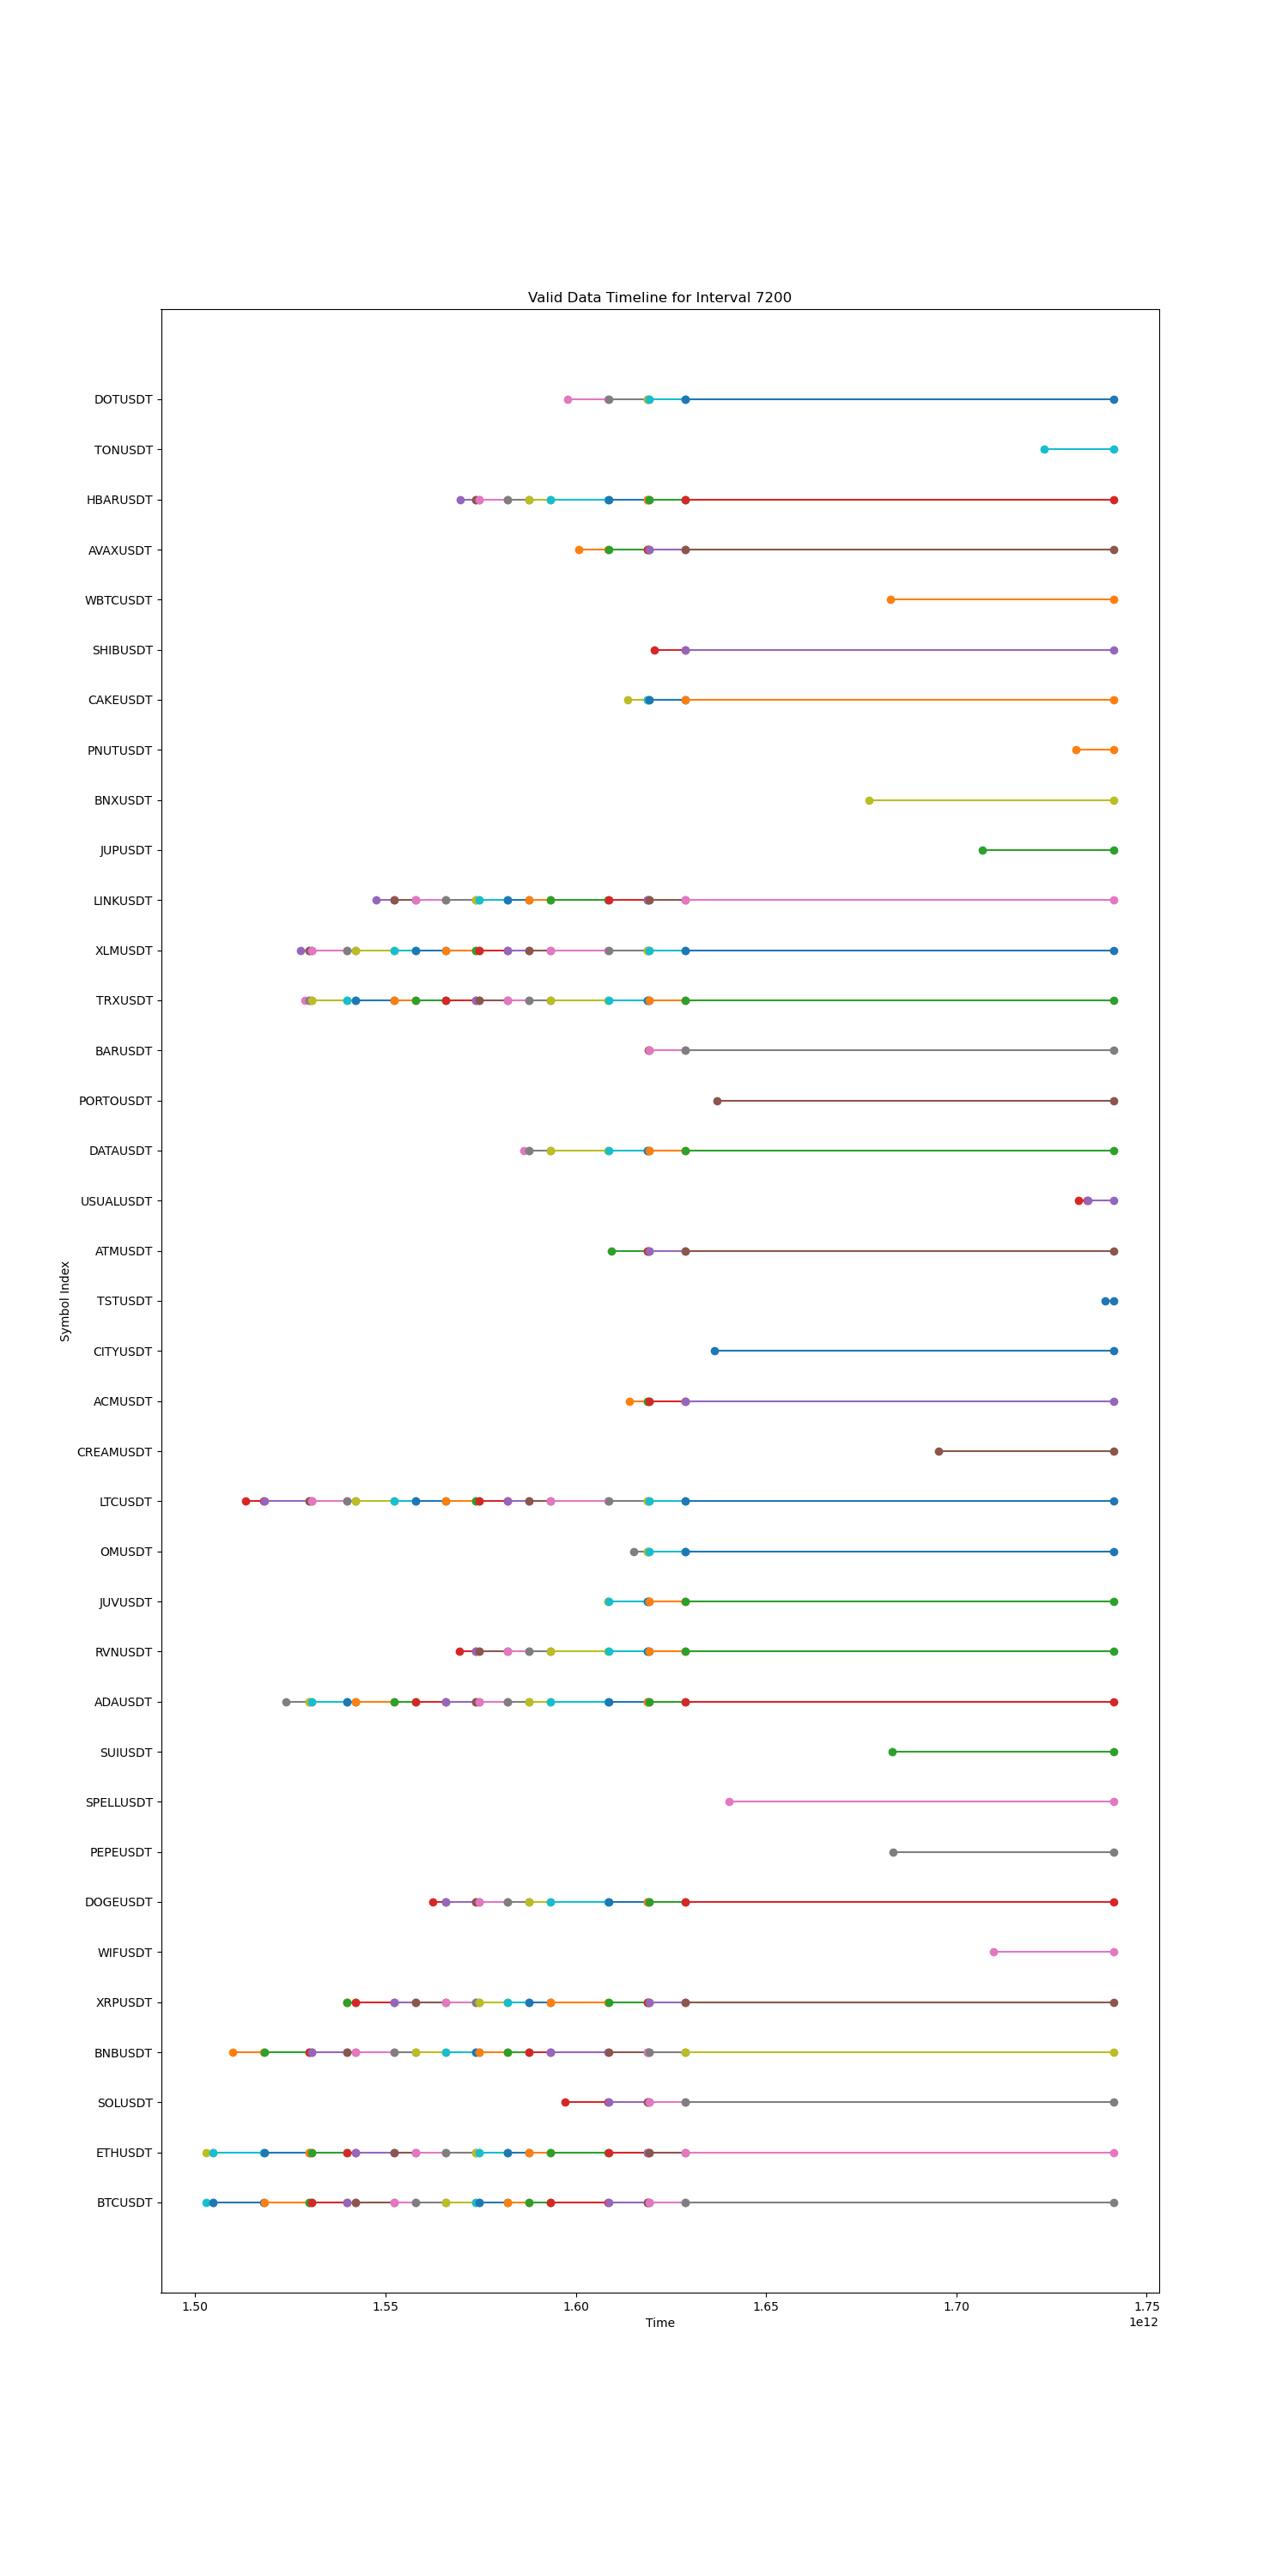 Valid Data Timeline for Interval 7200
DOTUSDT
TONUSDT
HBARUSDT
AVAXUSDT
WBTCUSDT
SHIBUSDT
CAKEUSDT
PNUTUSDT
BNXUSDT
JUPUSDT
LINKUSDT
XLMUSDT
TRXUSDT
BARUSDT
PORTOUSDT
DATAUSDT
USUALUSDT
ATMUSDT
TSTUSDT
CITYUSDT
ACMUSDT
CREAMUSDT
LTCUSDT
OMUSDT
JUVUSDT
RVNUSDT
ADAUSDT
SUIUSDT
SPELLUSDT
PEPEUSDT
DOGEUSDT
WIFUSDT
XRPUSDT
BNBUSDT
SOLUSDT
ETHUSDT
BTCUSDT
Symbol Index
1.50 1.55 1.60 1.65 1.70 1.75
Time
1e12